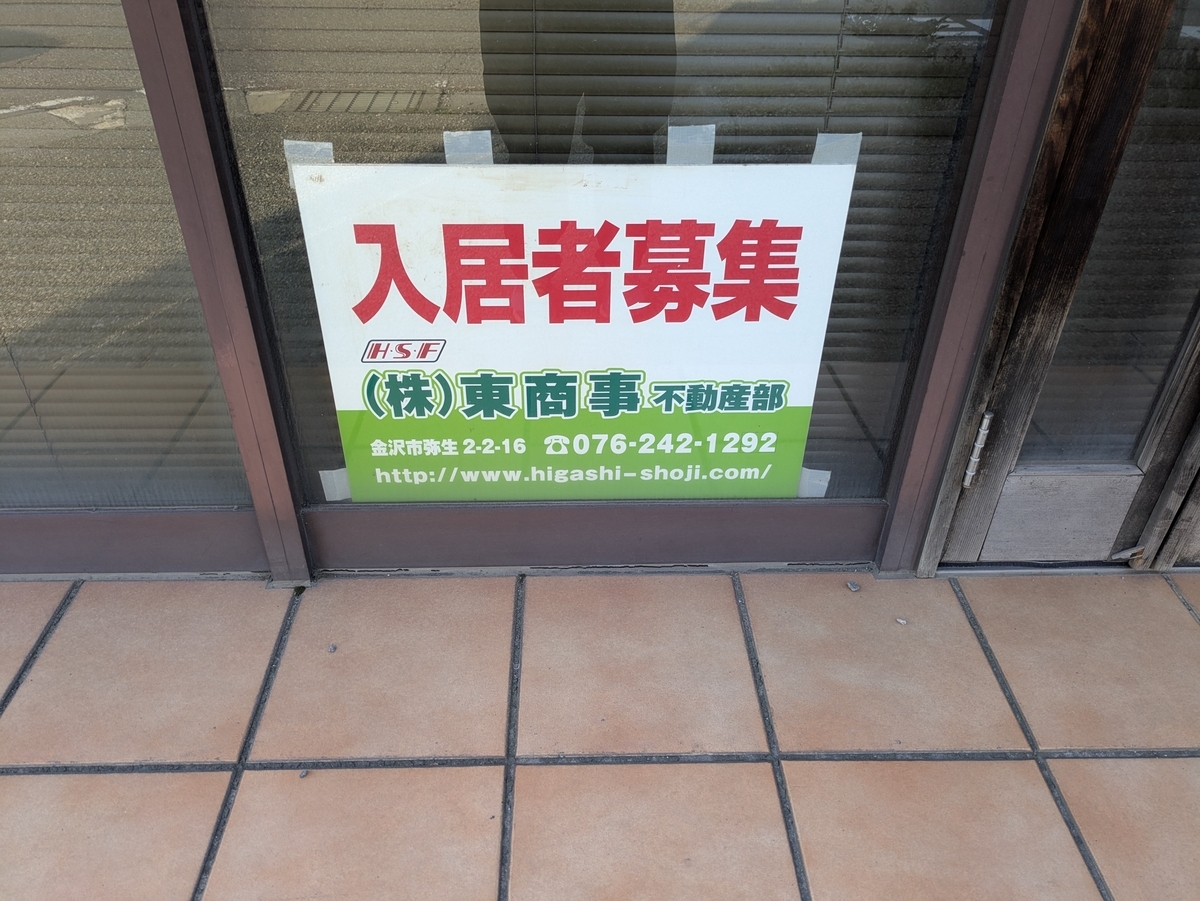 入居者募集
H·S·F
(株)東商事 不動産部
金沢市弥生2-2-16 ☎076-242-1292
http://www.higashi-shoji.com/